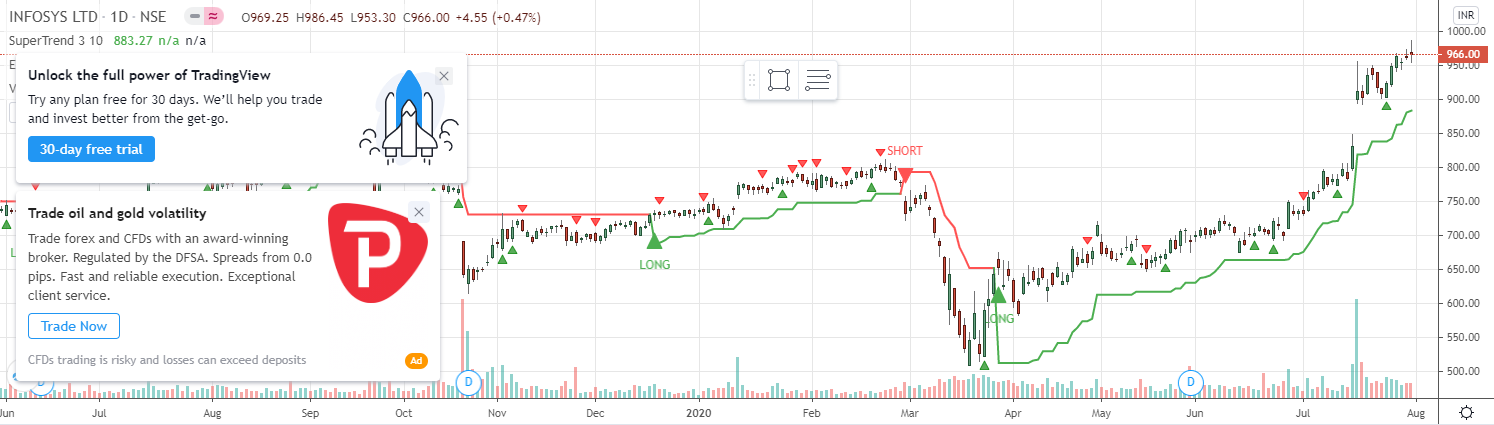 INFOSYS LTD · 1D · NSE O969.25 H986.45 L953.30 C966.00 +4.55 (+0.47%)
INR
SuperTrend 3 10 883.27 n/a n/a
1000.00
966.00
950.00
900.00
850.00
800.00
750.00
700.00
650.00
600.00
550.00
500.00
E
V
Unlock the full power of TradingView
Try any plan free for 30 days. We'll help you trade
and invest better from the get-go.
30-day free trial
Trade oil and gold volatility
Trade forex and CFDs with an award-winning
broker. Regulated by the DFSA. Spreads from 0.0
pips. Fast and reliable execution. Exceptional
client service.
P
Trade Now
CFDs trading is risky and losses can exceed deposits
Ad
SHORT
LONG
LONG
L
D
D
D
Jun Jul Aug Sep Oct Nov Dec 2020 Feb Mar Apr May Jun Jul Aug